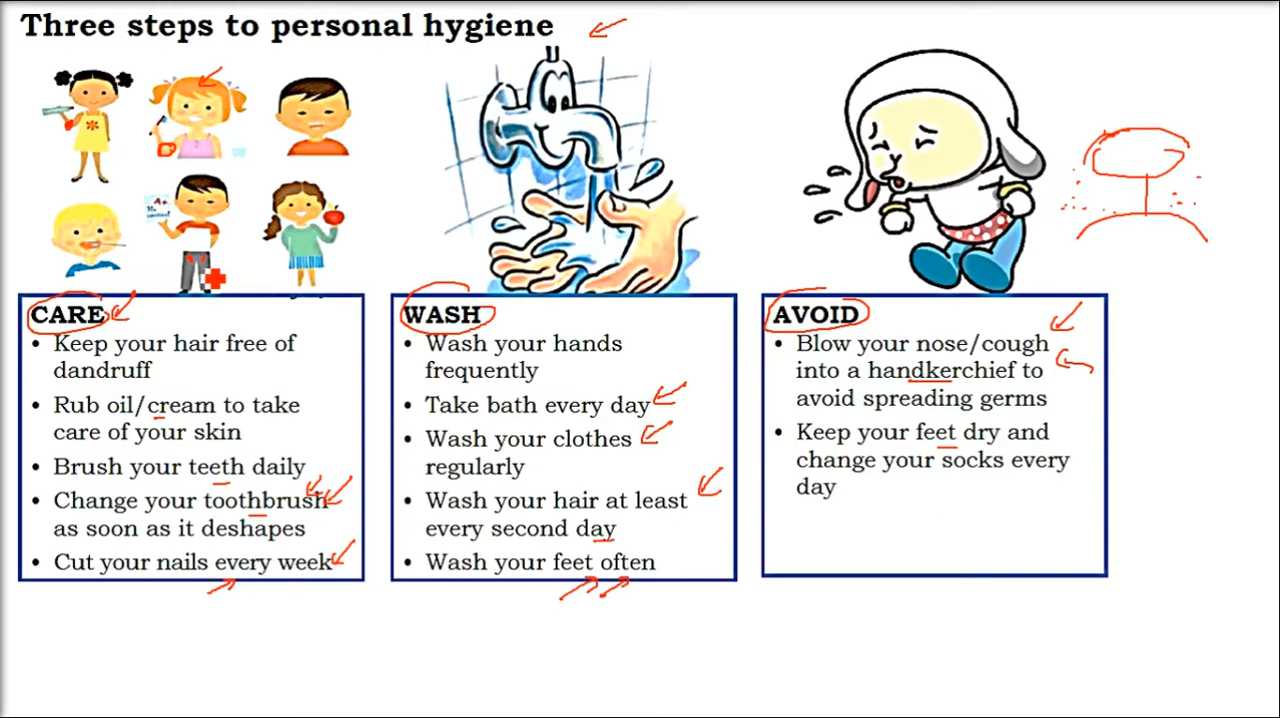 Three steps to personal hygiene
A+
CARE
• Keep your hair free of
dandruff
• Rub oil/cream to take
care of your skin
• Brush your teeth daily
• Change your toothbrush
as soon as it deshapes
• Cut your nails every week
WASH
• Wash your hands
frequently
• Take bath every day
• Wash your clothes
regularly
• Wash your hair at least
every second day
• Wash your feet often
AVOID
• Blow your nose/cough
into a handkerchief to
avoid spreading germs
• Keep your feet dry and
change your socks every
day